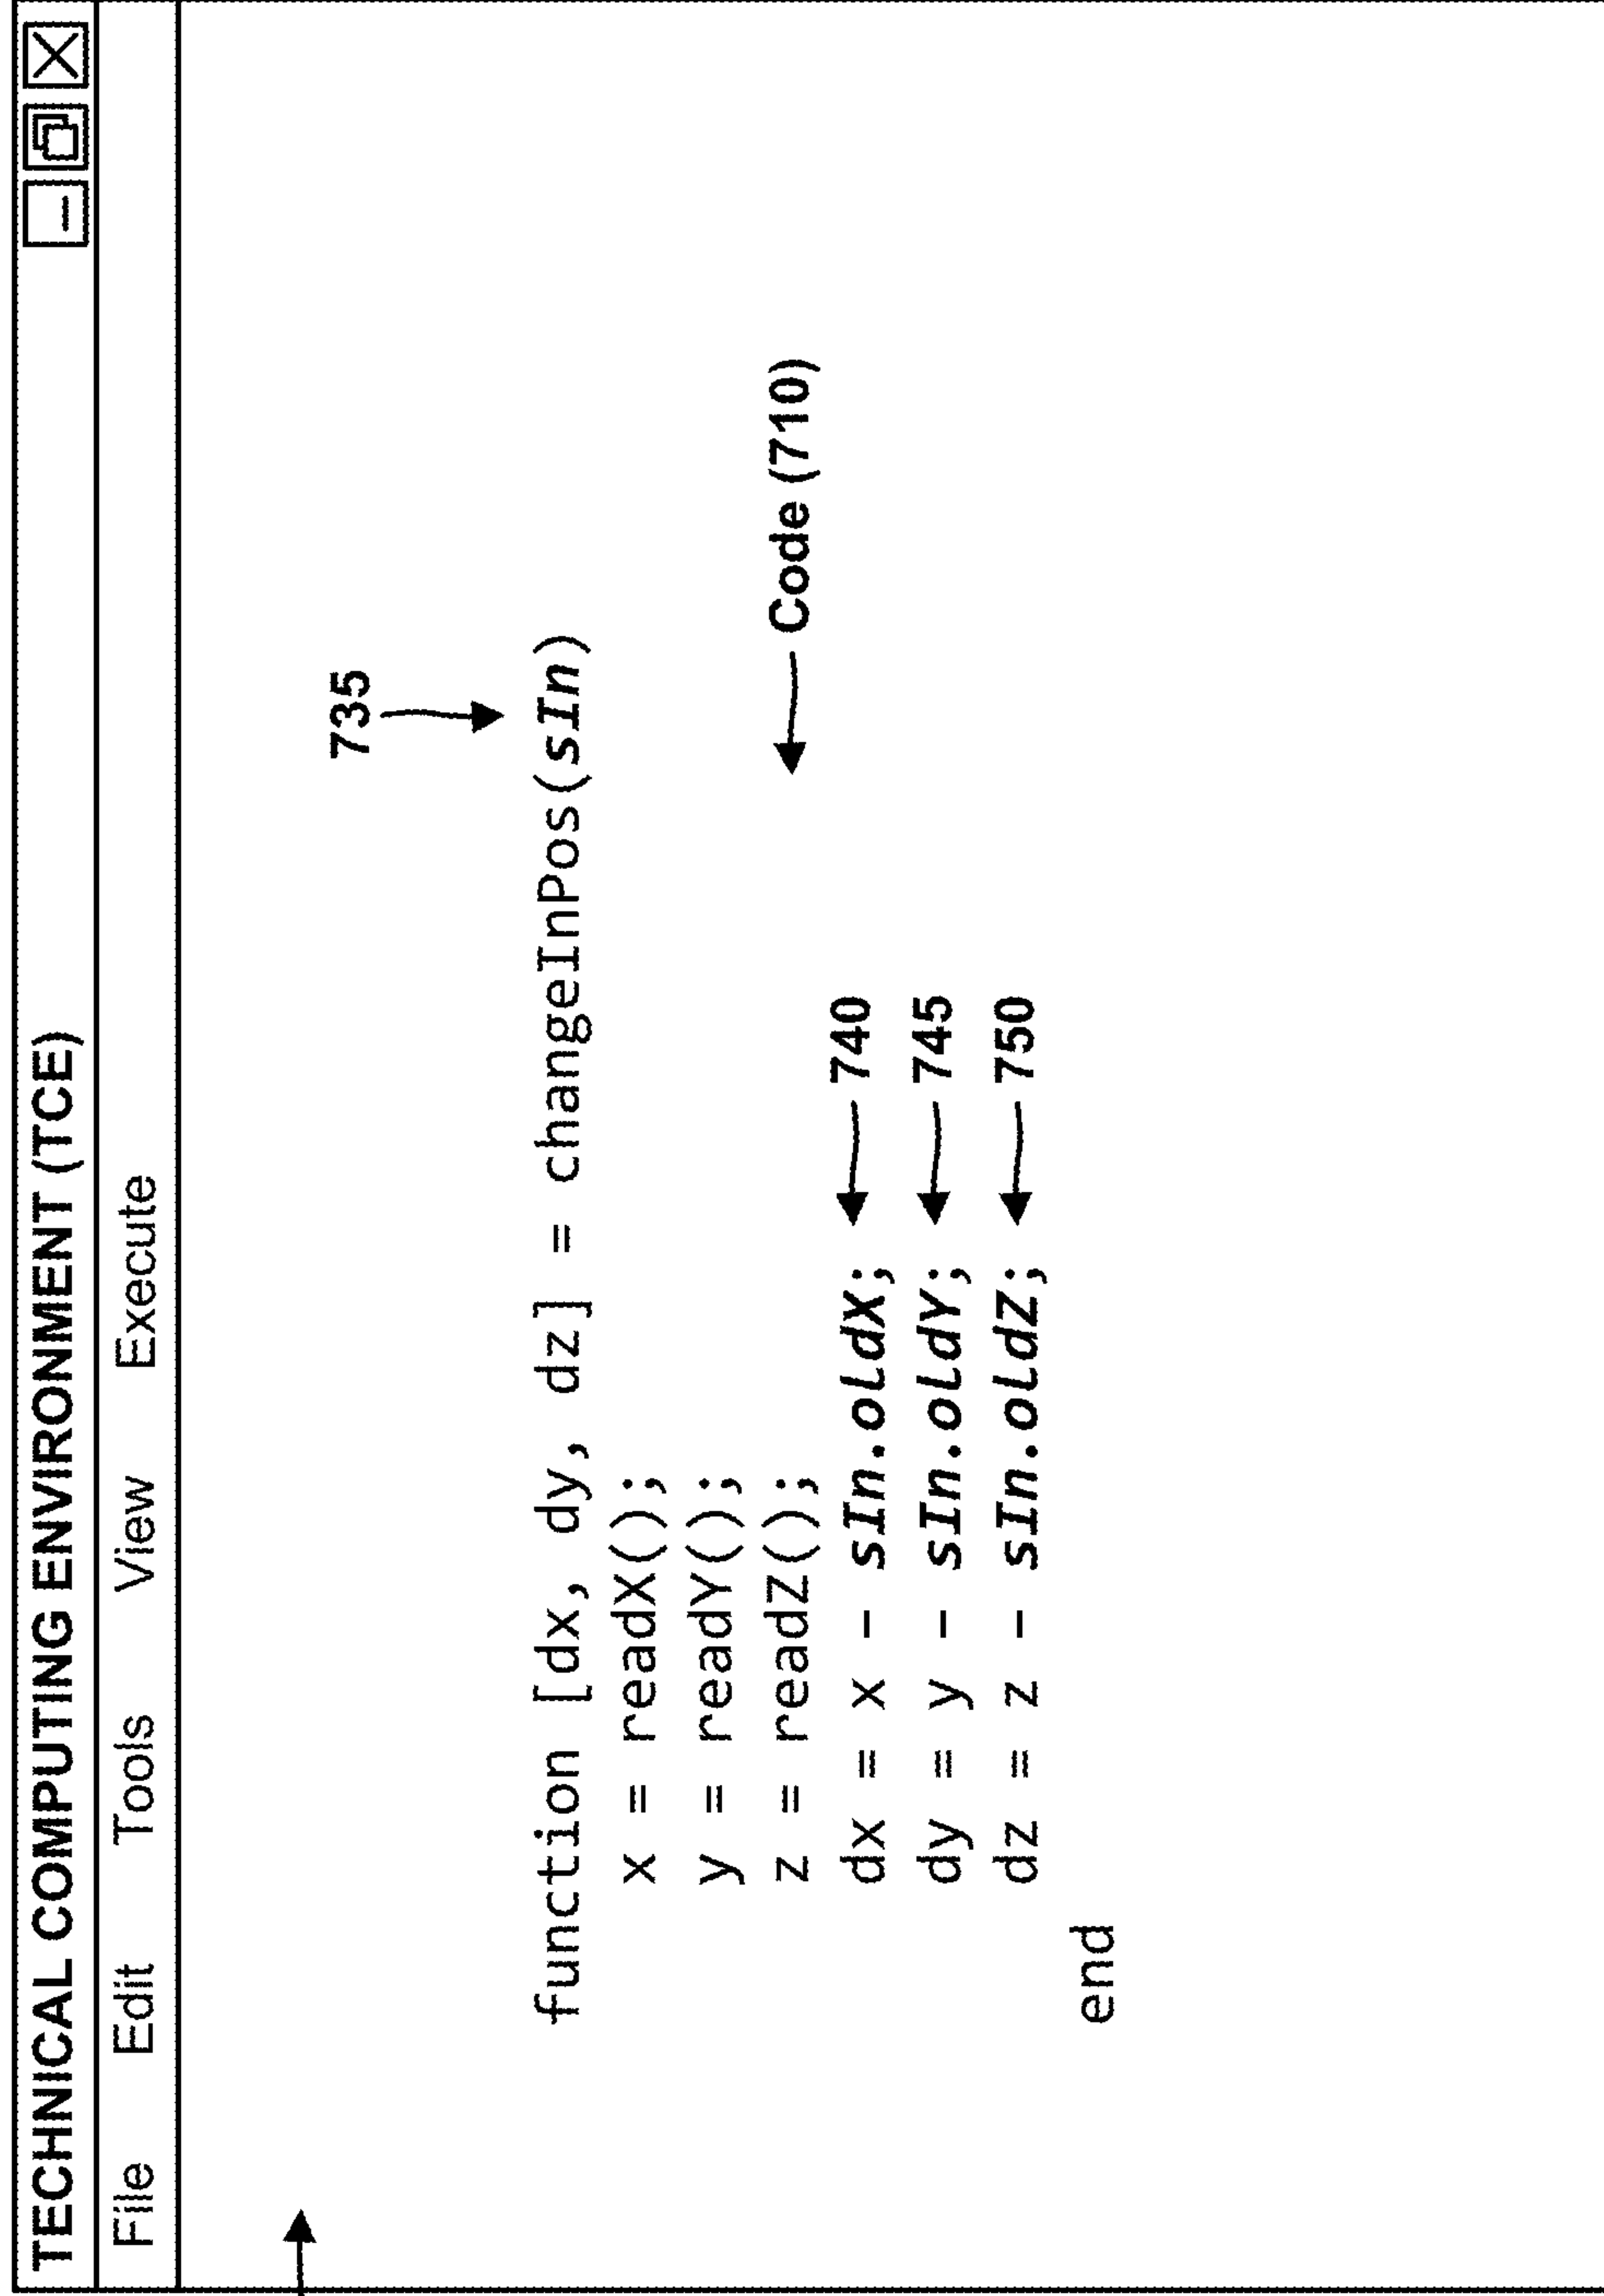 TECHNICAL COMPUTING ENVIRONMENT (TCE)
File Edit Tools View Execute
735
function [dx, dy, dz] = changeInPos(sIn)
x = readX();
y = readY();
z = readZ();
Code (710)
dx = x - sIn.oldX; 740
dy = y - sIn.oldY; 745
dz = z - sIn.oldZ; 750
end